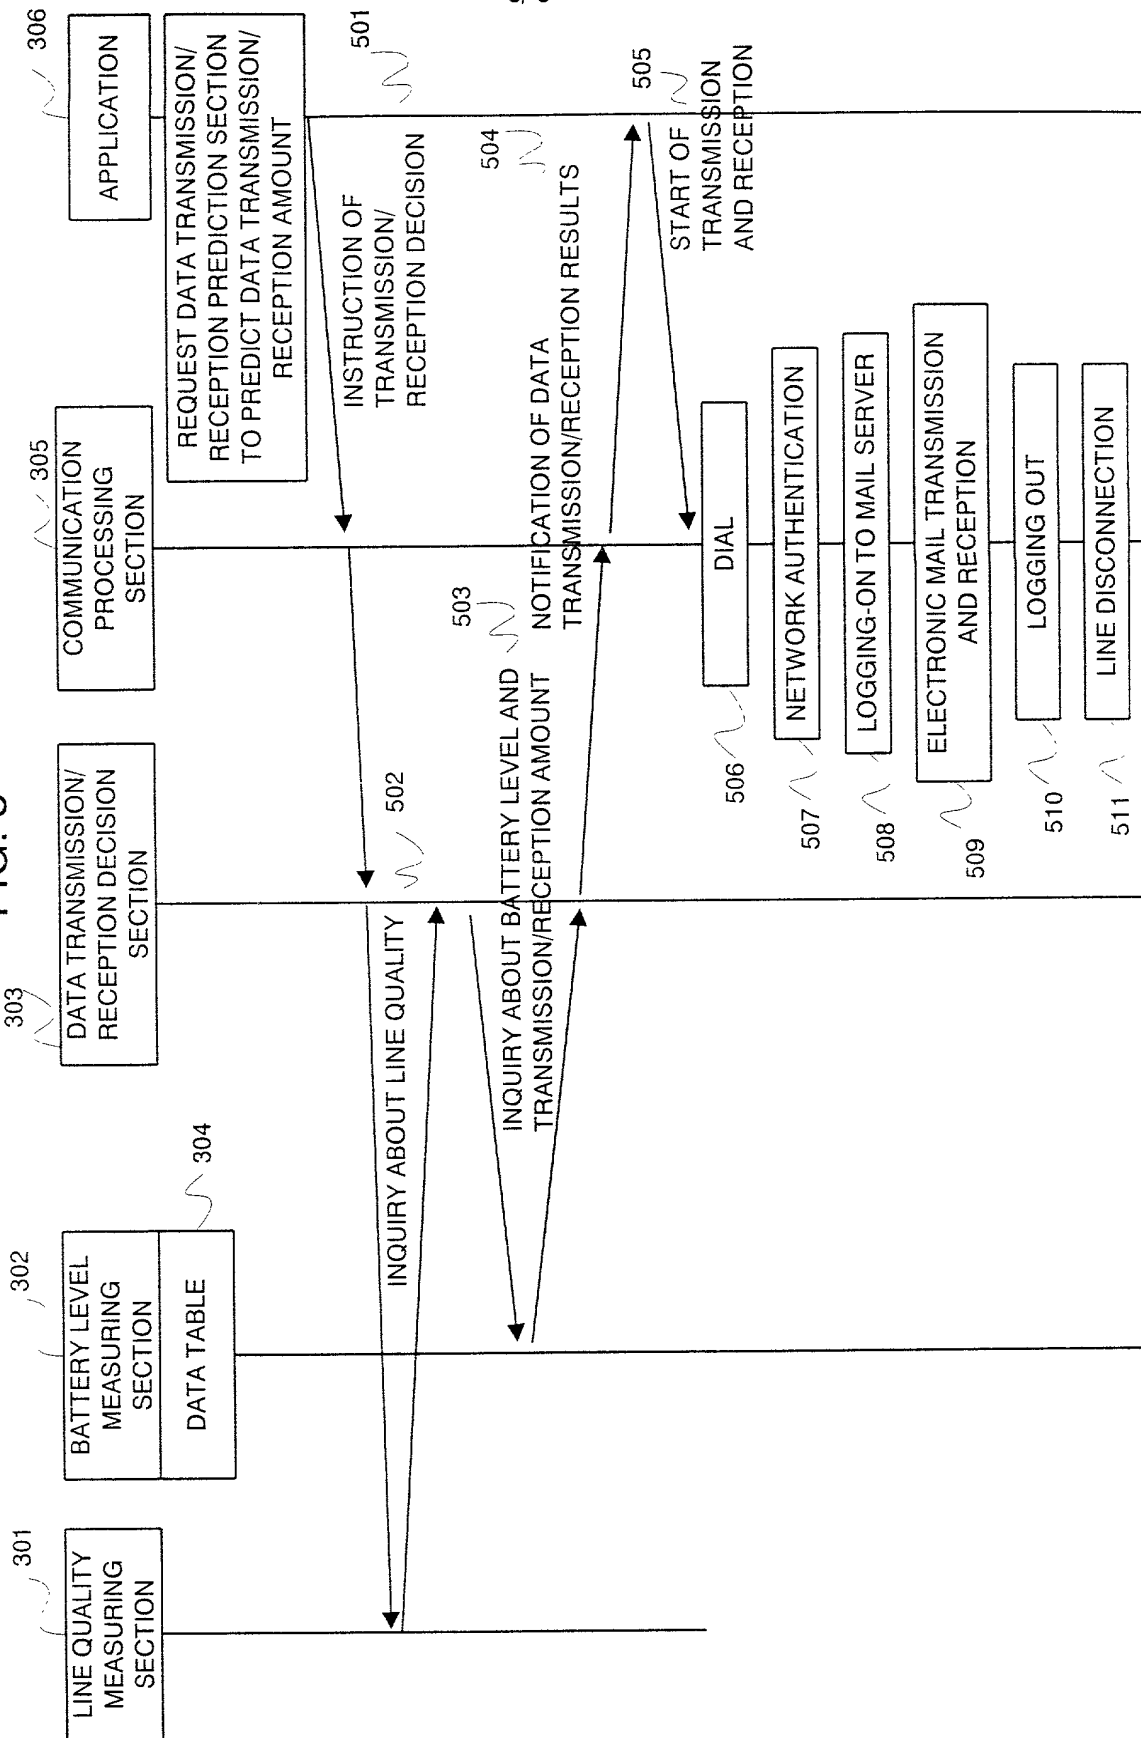 FIG. 5
301
LINE QUALITY
MEASURING
SECTION
302
BATTERY LEVEL
MEASURING
SECTION
DATA TABLE
304
303
DATA TRANSMISSION/
RECEPTION DECISION
SECTION
305
COMMUNICATION
PROCESSING
SECTION
306
APPLICATION
REQUEST DATA TRANSMISSION/
RECEPTION PREDICTION SECTION
TO PREDICT DATA TRANSMISSION/
RECEPTION AMOUNT
501
INSTRUCTION OF
TRANSMISSION/
RECEPTION DECISION
502
INQUIRY ABOUT LINE QUALITY
503
INQUIRY ABOUT BATTERY LEVEL AND
TRANSMISSION/RECEPTION AMOUNT
504
NOTIFICATION OF DATA
TRANSMISSION/RECEPTION RESULTS
505
START OF
TRANSMISSION
AND RECEPTION
506
DIAL
507
NETWORK AUTHENTICATION
508
LOGGING-ON TO MAIL SERVER
509
ELECTRONIC MAIL TRANSMISSION
AND RECEPTION
510
LOGGING OUT
511
LINE DISCONNECTION